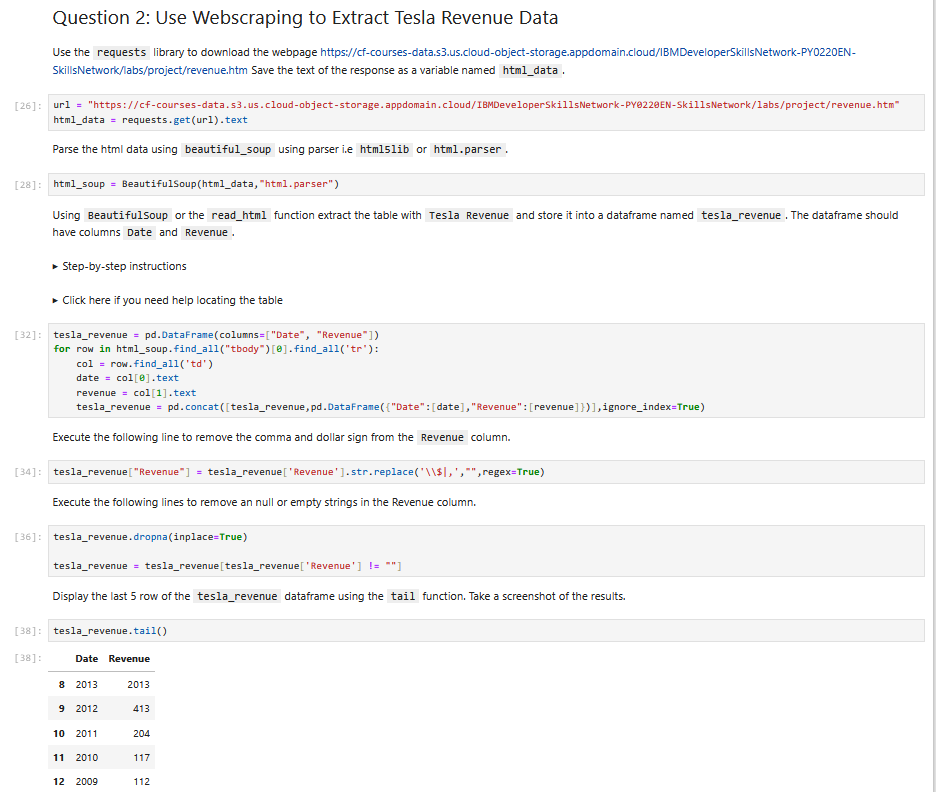 Question 2: Use Webscraping to Extract Tesla Revenue Data
Use the requests library to download the webpage https://cf-courses-data.s3.us.cloud-object-storage.appdomain.cloud/IBMDeveloperSkillsNetwork-PY0220EN-
SkillsNetwork/labs/project/revenue.htm Save the text of the response as a variable named html_data.
[26]: url = "https://cf-courses-data.s3.us.cloud-object-storage.appdomain.cloud/IBMDeveloperSkillsNetwork-PY0220EN-SkillsNetwork/labs/project/revenue.htm"
html_data = requests.get(url).text
Parse the html data using beautiful_soup using parser i.e html5lib or html.parser.
[28]: html_soup = BeautifulSoup(html_data,"html.parser")
Using BeautifulSoup or the read_html function extract the table with Tesla Revenue and store it into a dataframe named tesla_revenue. The dataframe should
have columns Date and Revenue.
▸ Step-by-step instructions
▸ Click here if you need help locating the table
[32]: tesla_revenue = pd.DataFrame(columns=["Date", "Revenue"])
for row in html_soup.find_all("tbody")[0].find_all('tr'):
    col = row.find_all('td')
    date = col[0].text
    revenue = col[1].text
    tesla_revenue = pd.concat([tesla_revenue,pd.DataFrame({"Date":[date],"Revenue":[revenue]})],ignore_index=True)
Execute the following line to remove the comma and dollar sign from the Revenue column.
[34]: tesla_revenue["Revenue"] = tesla_revenue['Revenue'].str.replace('\\$|,',"",regex=True)
Execute the following lines to remove an null or empty strings in the Revenue column.
[36]: tesla_revenue.dropna(inplace=True)
tesla_revenue = tesla_revenue[tesla_revenue['Revenue'] != ""]
Display the last 5 row of the tesla_revenue dataframe using the tail function. Take a screenshot of the results.
[38]: tesla_revenue.tail()
[38]: Date Revenue
8 2013 2013
9 2012 413
10 2011 204
11 2010 117
12 2009 112